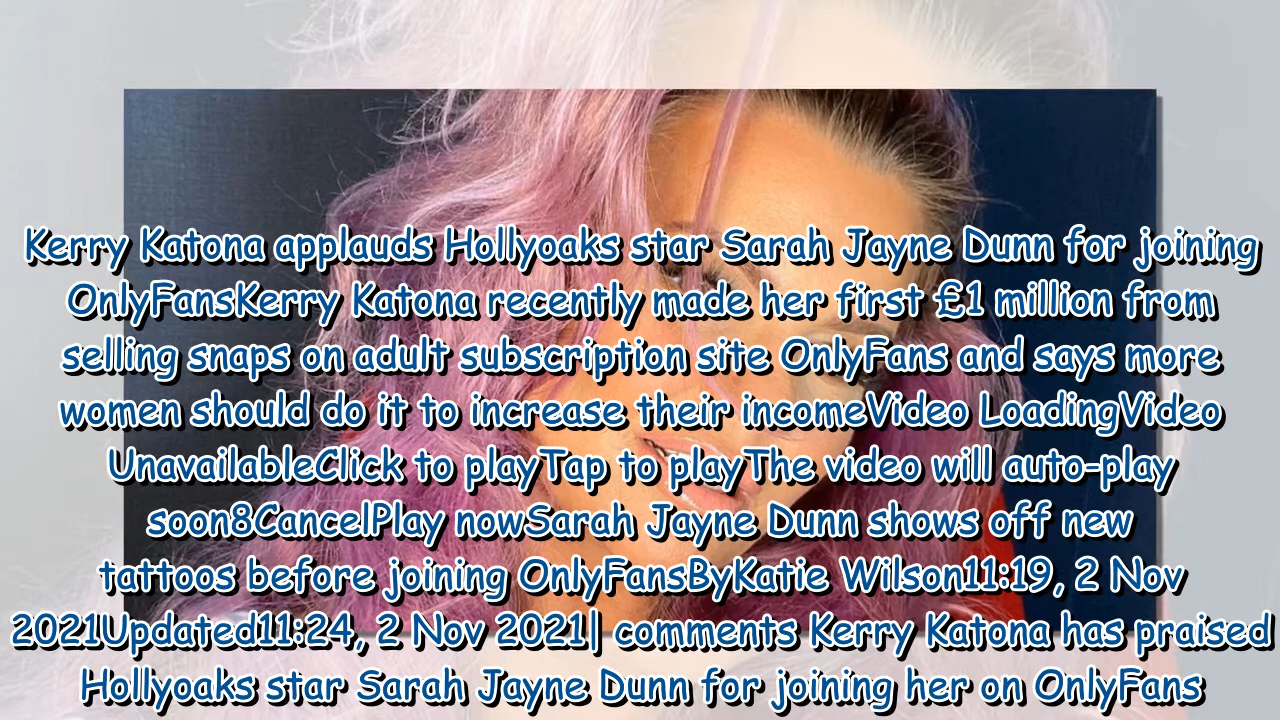 Kerry Katona applauds Hollyoaks star Sarah Jayne Dunn for joining
OnlyFansKerry Katona recently made her first £1 million from
selling snaps on adult subscription site OnlyFans and says more
women should do it to increase their incomeVideo LoadingVideo
UnavailableClick to playTap to playThe video will auto-play
soon8CancelPlay nowSarah Jayne Dunn shows off new
tattoos before joining OnlyFansByKatie Wilson11:19, 2 Nov
2021Updated11:24, 2 Nov 2021| comments Kerry Katona has praised
Hollyoaks star Sarah Jayne Dunn for joining her on OnlyFans